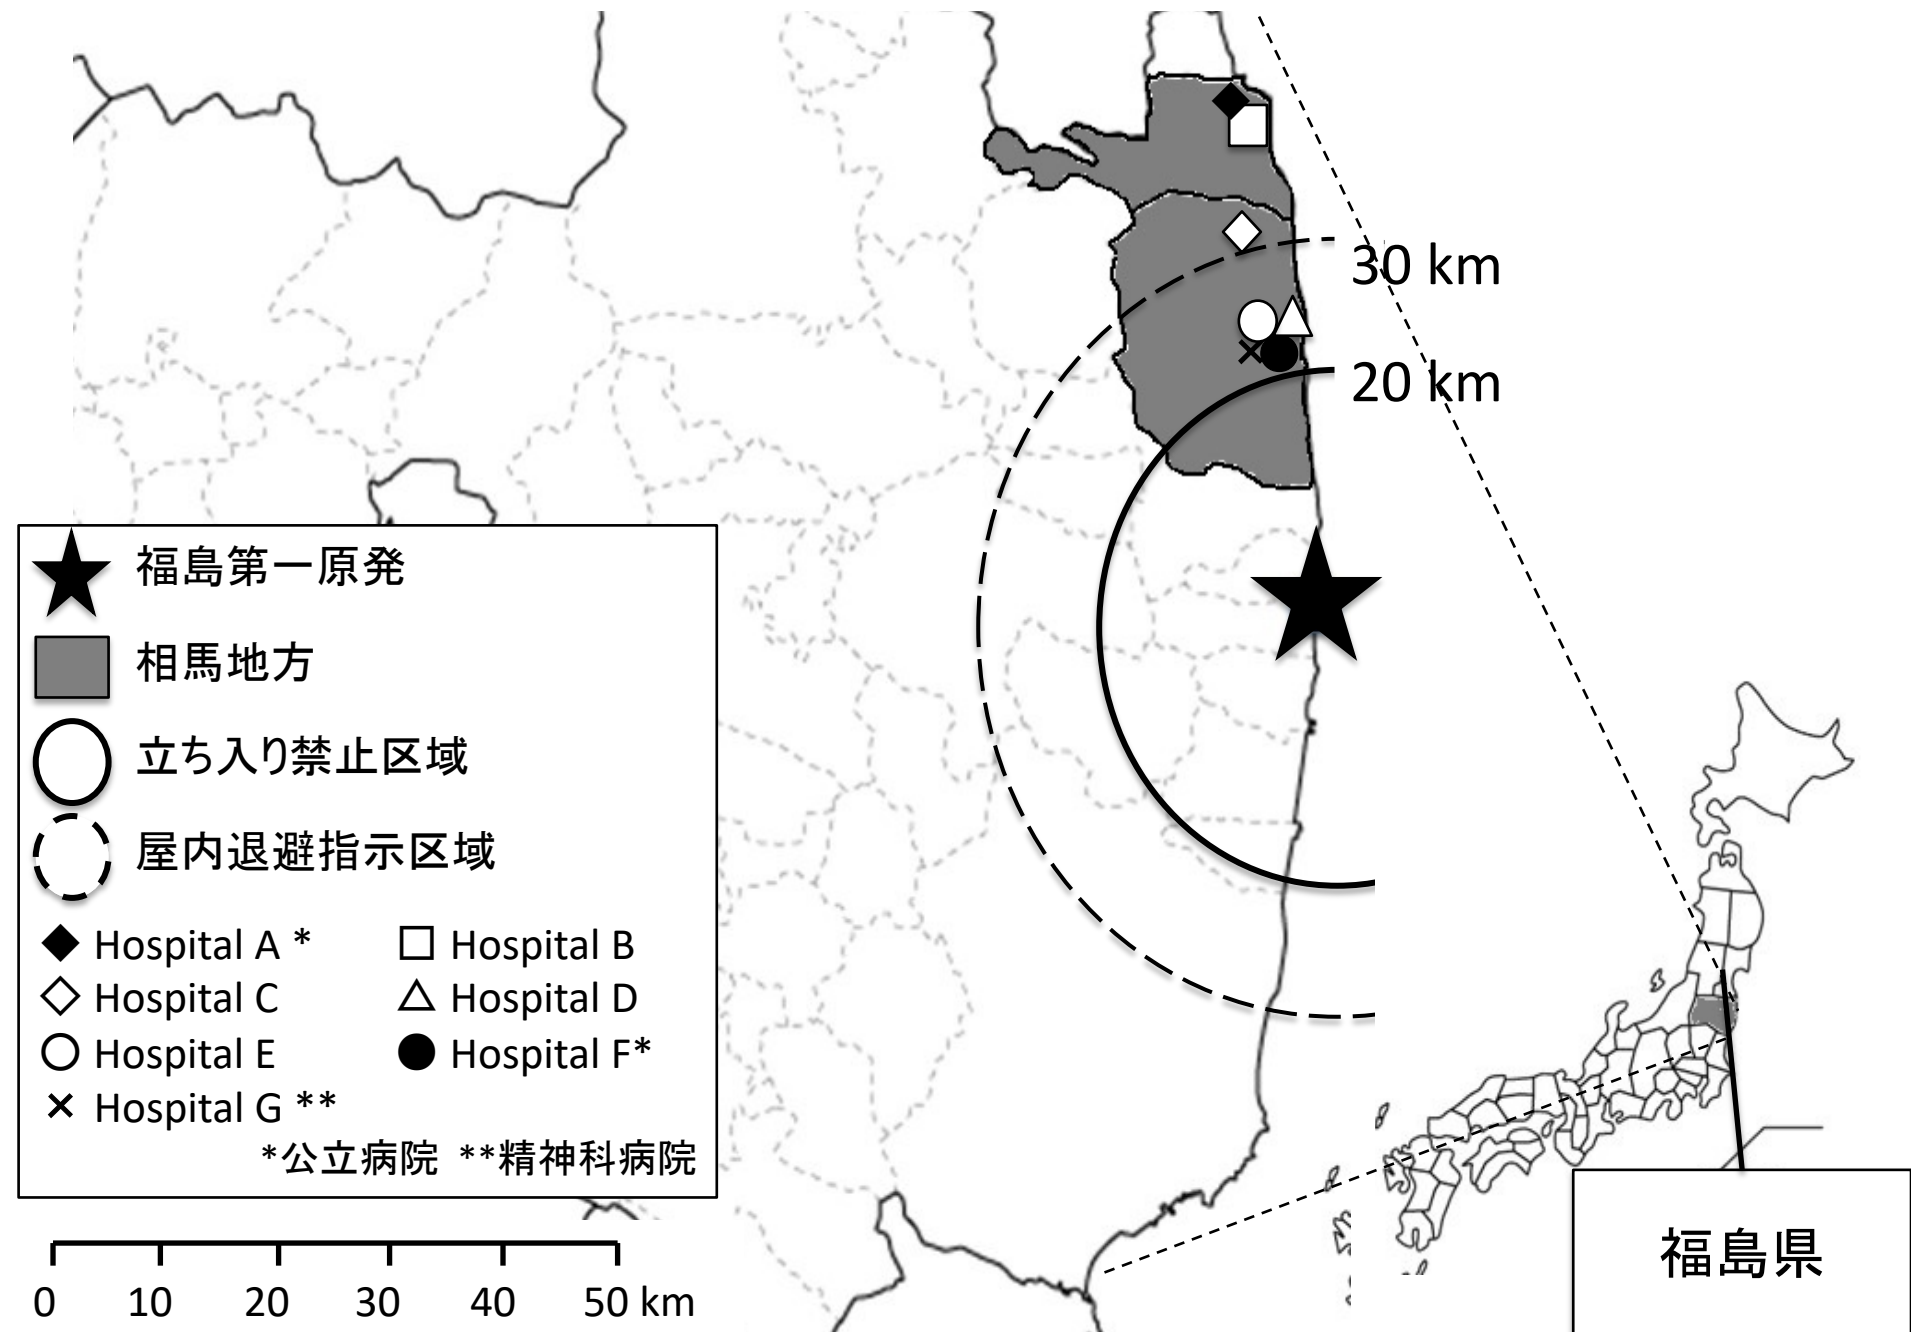 30 km
20 km
福島第一原発
相馬地方
立ち入り禁止区域
屋内退避指示区域
Hospital A * Hospital B
Hospital C Hospital D
Hospital E Hospital F*
Hospital G **
*公立病院 **精神科病院
0 10 20 30 40 50 km
福島県